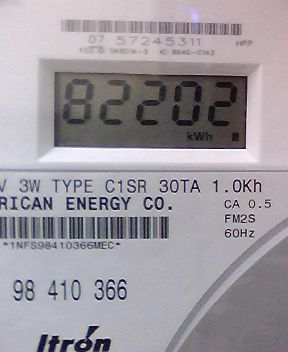 07 57245311 HPP
82202
kWh
V 3W TYPE C1SR 30TA 1.0Kh
RICAN ENERGY CO. CA 0.5
FM2S
*1NFS98410366MEC* 60Hz
98 410 366
Itron